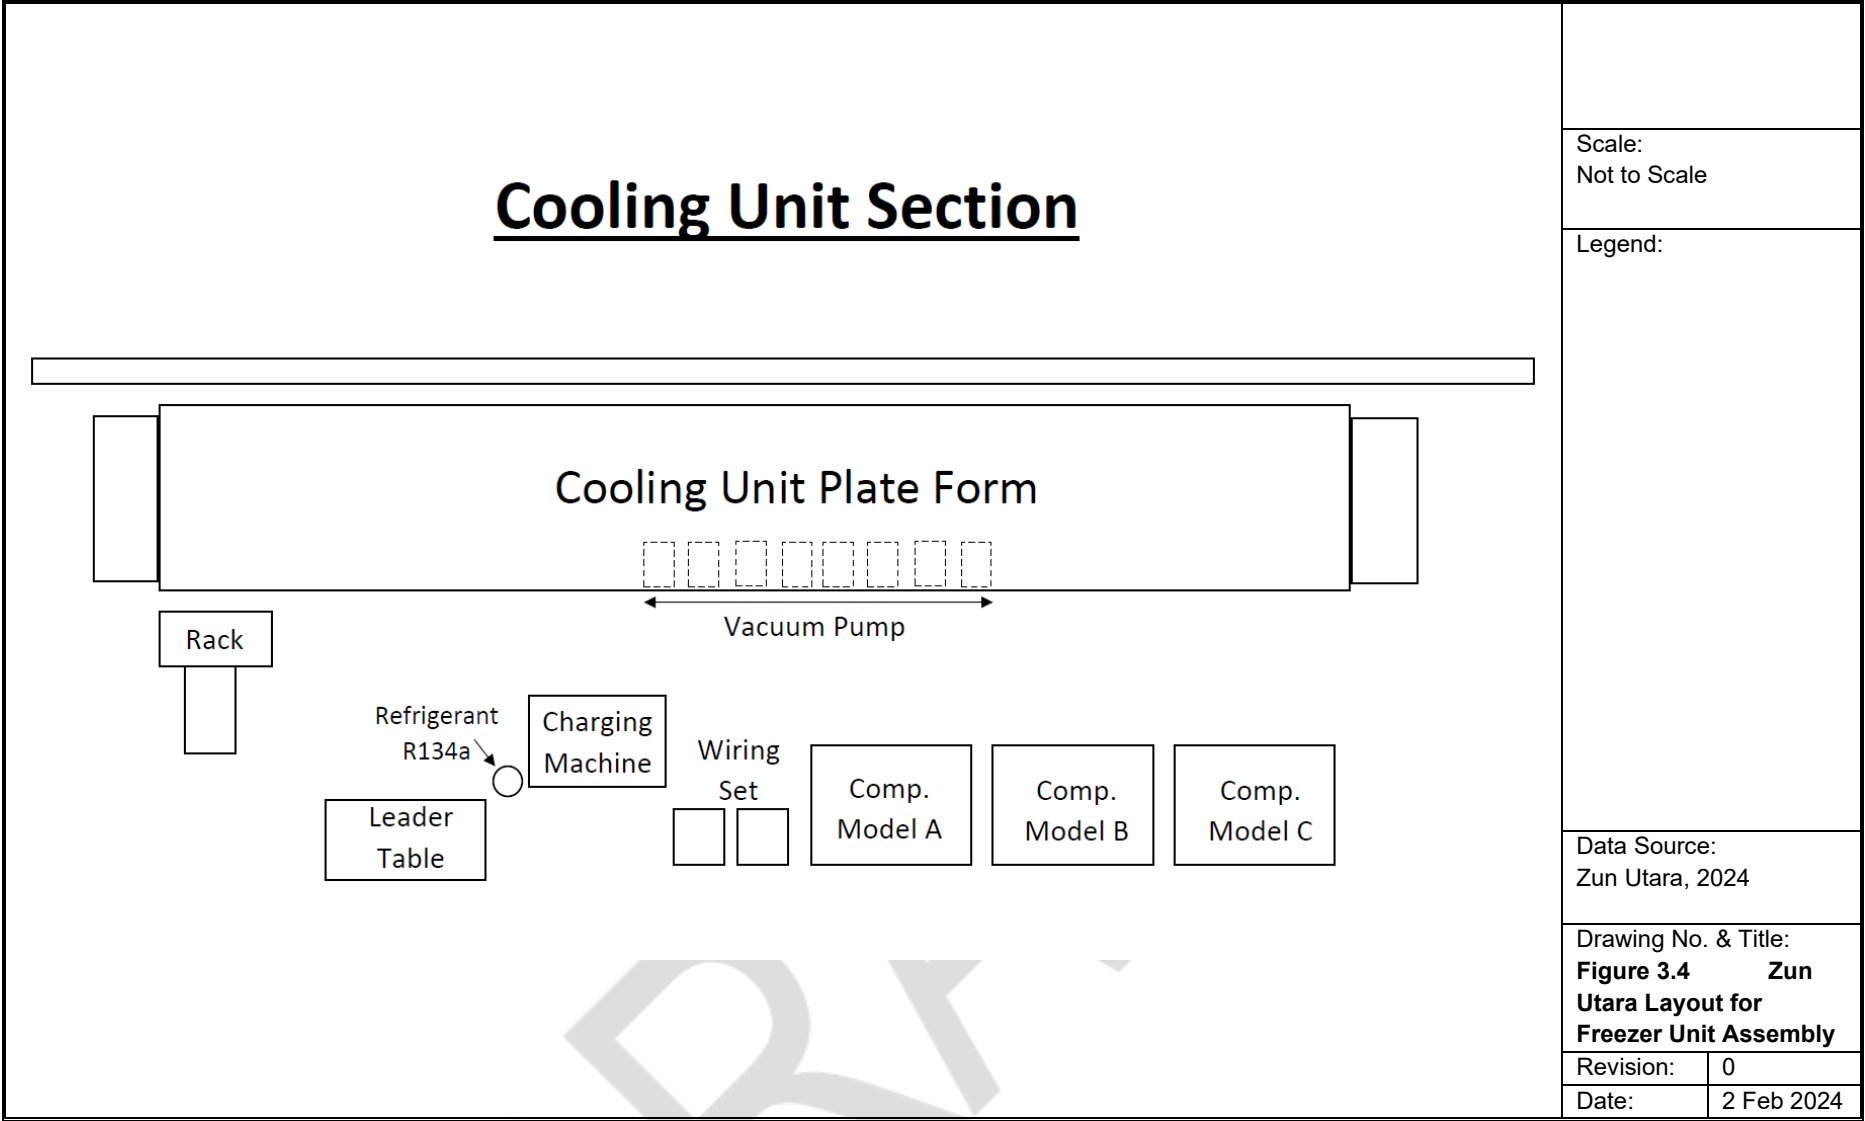 Cooling Unit Section
Cooling Unit Plate Form
Vacuum Pump
Rack
Refrigerant
R134a
Charging
Machine
Leader
Table
Wiring
Set
Comp.
Model A
Comp.
Model B
Comp.
Model C
Scale:
Not to Scale
Legend:
Data Source:
Zun Utara, 2024
Drawing No. & Title:
Figure 3.4 Zun
Utara Layout for
Freezer Unit Assembly
Revision: 0
Date: 2 Feb 2024